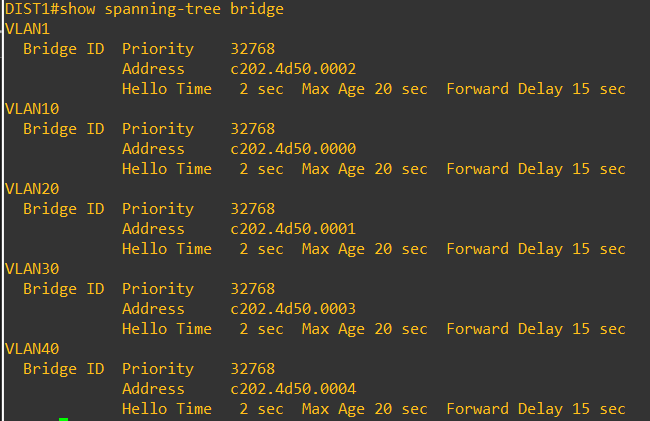 DIST1#show spanning-tree bridge
VLAN1
  Bridge ID  Priority    32768
             Address     c202.4d50.0002
             Hello Time   2 sec  Max Age 20 sec  Forward Delay 15 sec
VLAN10
  Bridge ID  Priority    32768
             Address     c202.4d50.0000
             Hello Time   2 sec  Max Age 20 sec  Forward Delay 15 sec
VLAN20
  Bridge ID  Priority    32768
             Address     c202.4d50.0001
             Hello Time   2 sec  Max Age 20 sec  Forward Delay 15 sec
VLAN30
  Bridge ID  Priority    32768
             Address     c202.4d50.0003
             Hello Time   2 sec  Max Age 20 sec  Forward Delay 15 sec
VLAN40
  Bridge ID  Priority    32768
             Address     c202.4d50.0004
             Hello Time   2 sec  Max Age 20 sec  Forward Delay 15 sec